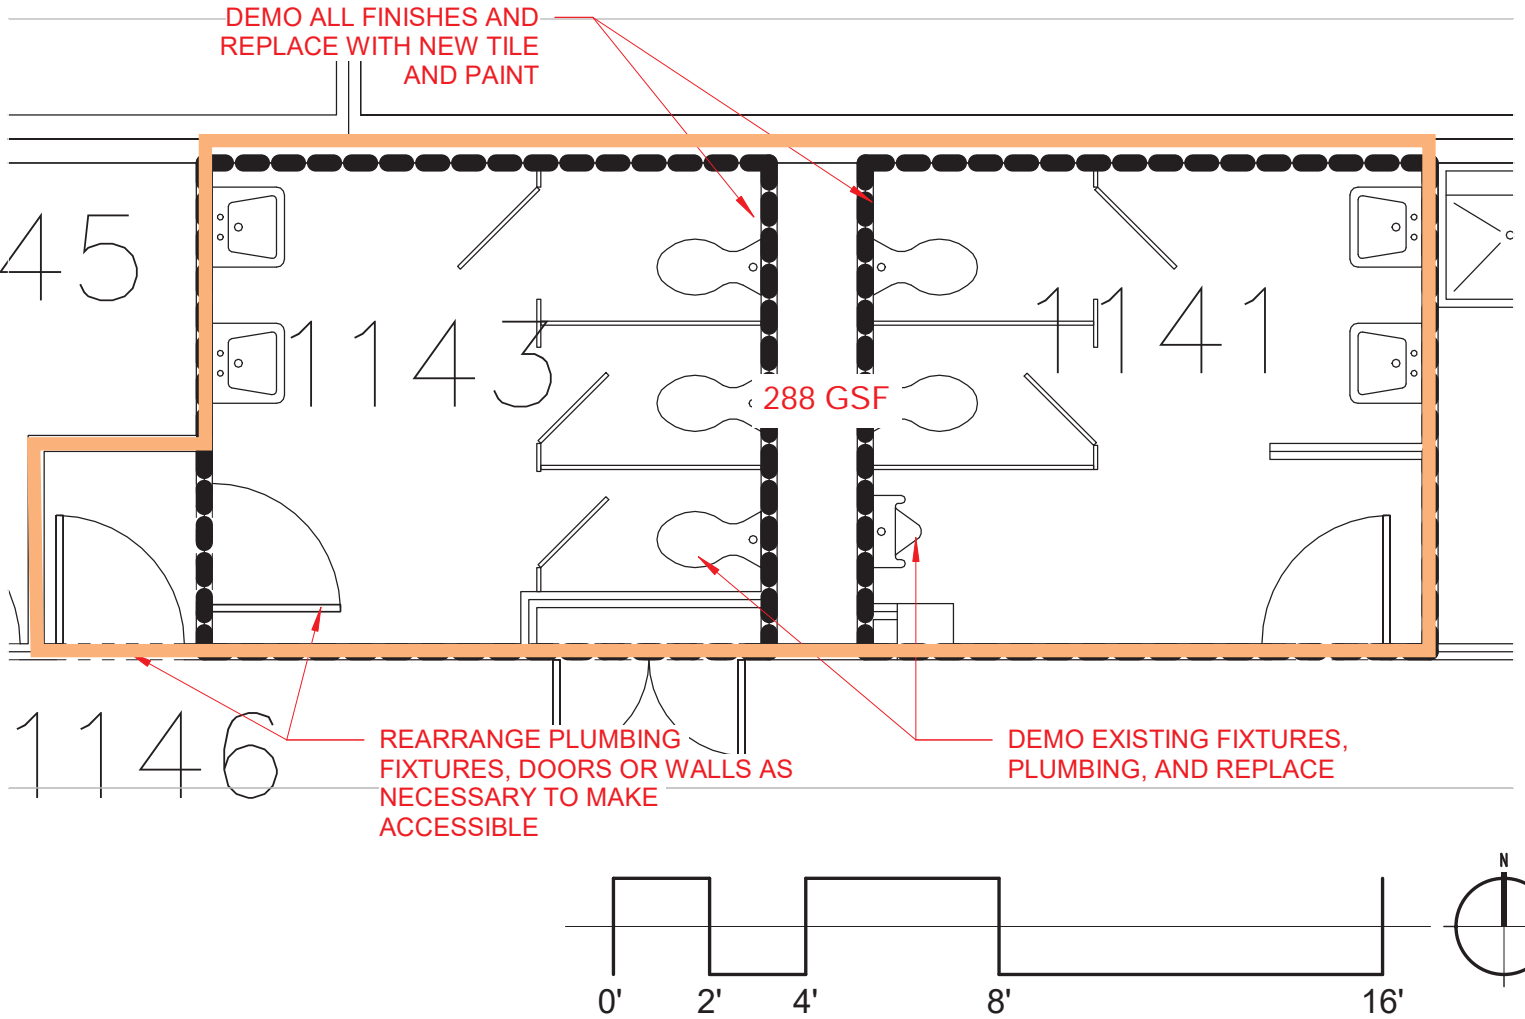 DEMO ALL FINISHES AND
REPLACE WITH NEW TILE
AND PAINT
45
1143
1141
288 GSF
1146
REARRANGE PLUMBING
FIXTURES, DOORS OR WALLS AS
NECESSARY TO MAKE
ACCESSIBLE
DEMO EXISTING FIXTURES,
PLUMBING, AND REPLACE
N
0' 2' 4' 8' 16'